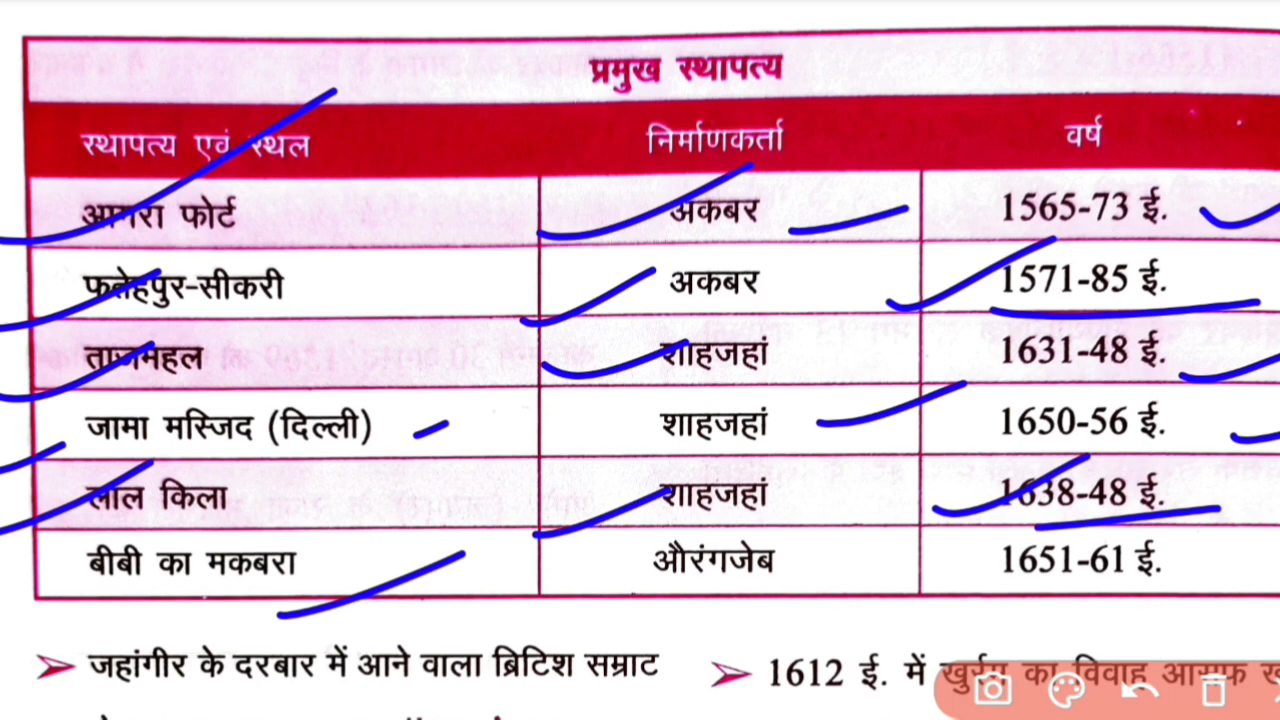 प्रमुख स्थापत्य
स्थापत्य एवं स्थल निर्माणकर्ता वर्ष
आगरा फोर्ट अकबर 1565-73 ई.
फतेहपुर-सीकरी अकबर 1571-85 ई.
ताजमहल शाहजहां 1631-48 ई.
जामा मस्जिद (दिल्ली) शाहजहां 1650-56 ई.
लाल किला शाहजहां 1638-48 ई.
बीबी का मकबरा औरंगजेब 1651-61 ई.
➢ जहांगीर के दरबार में आने वाला ब्रिटिश सम्राट
➢ 1612 ई. में खुर्रम का विवाह आसफ